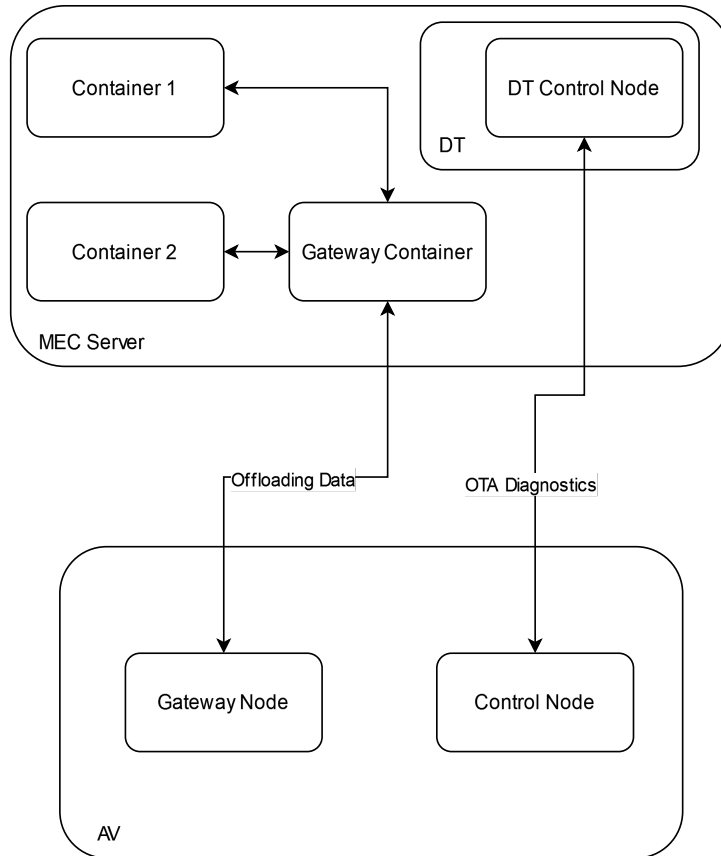 Container 1
DT Control Node
DT
Container 2
Gateway Container
MEC Server
Offloading Data
OTA Diagnostics
Gateway Node
Control Node
AV